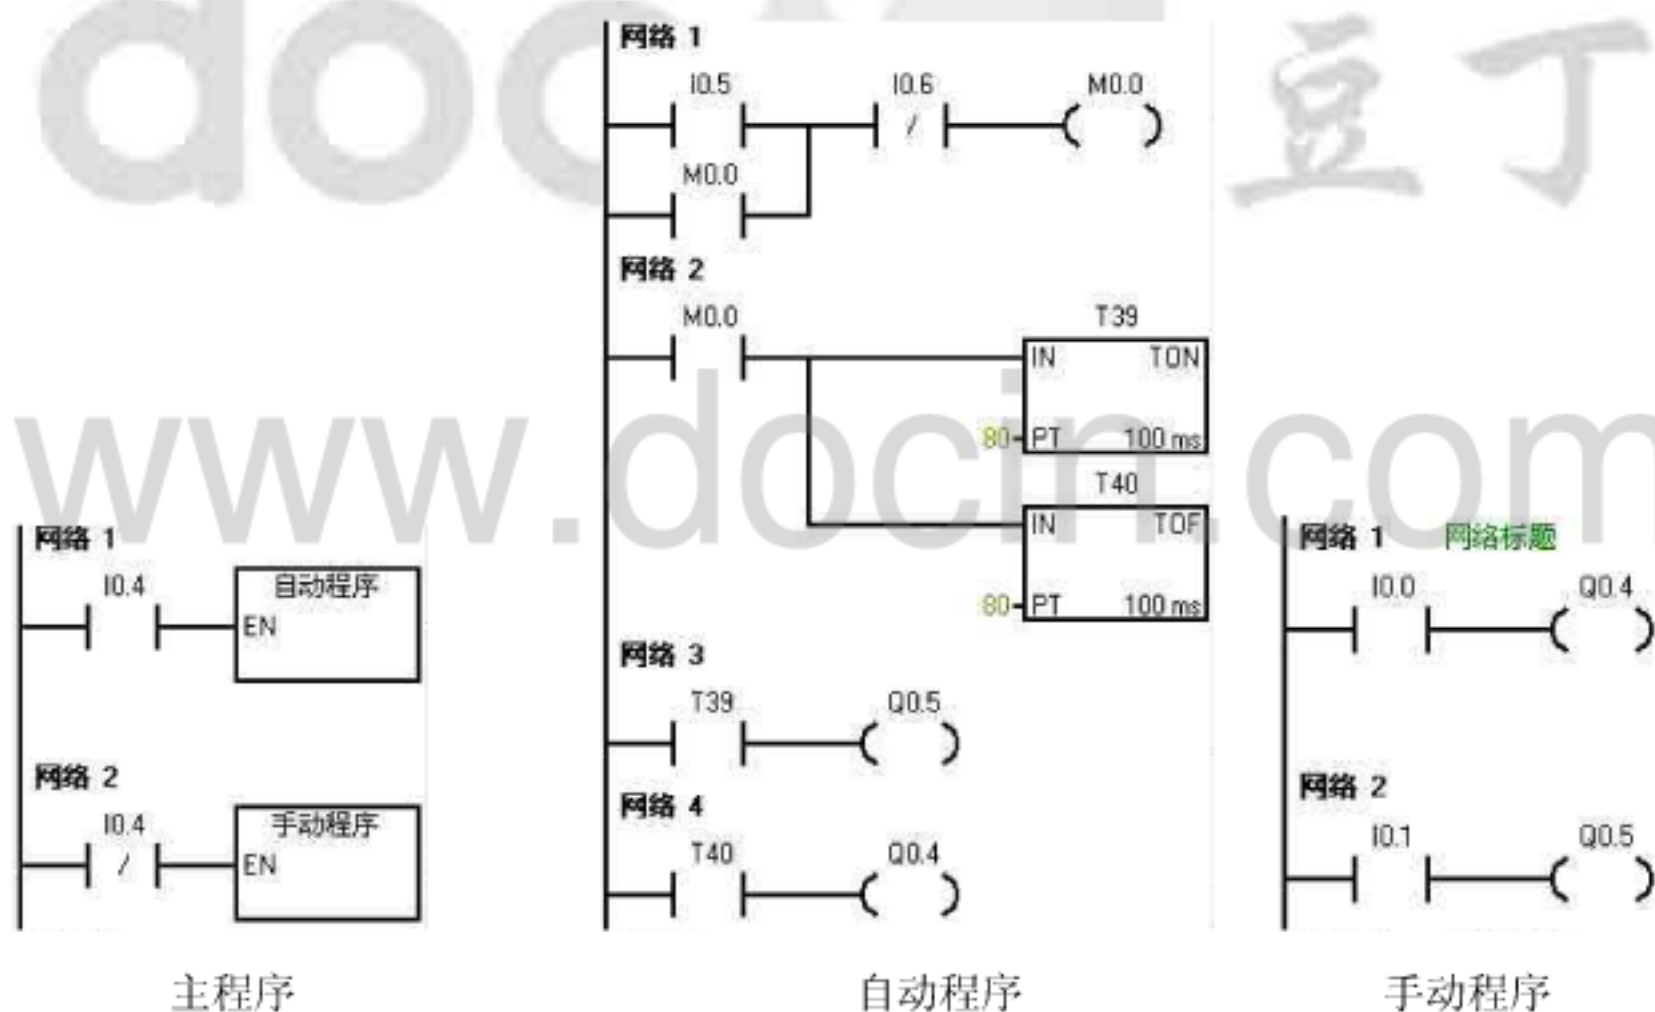 网络 1
I0.4
自动程序
EN
网络 2
I0.4
/
手动程序
EN
主程序
网络 1
I0.5
I0.6
M0.0
/
M0.0
网络 2
M0.0
T39
IN TON
80 PT 100 ms
T40
IN TOF
80 PT 100 ms
网络 3
T39
Q0.5
网络 4
T40
Q0.4
自动程序
网络 1 网络标题
I0.0
Q0.4
网络 2
I0.1
Q0.5
手动程序
豆丁
www.docin.com